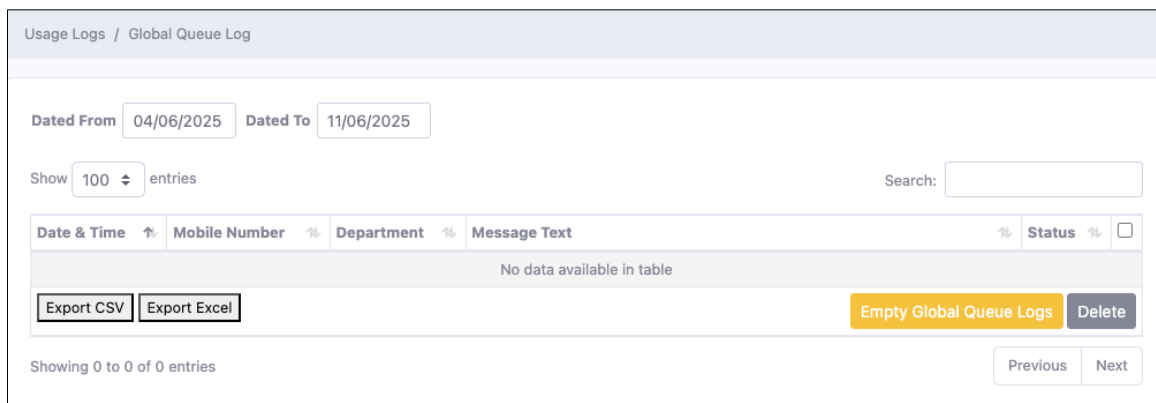 Usage Logs / Global Queue Log
Dated From 04/06/2025 Dated To 11/06/2025
Show 100 entries Search:
Date & Time Mobile Number Department Message Text Status
No data available in table
Export CSV Export Excel Empty Global Queue Logs Delete
Showing 0 to 0 of 0 entries Previous Next